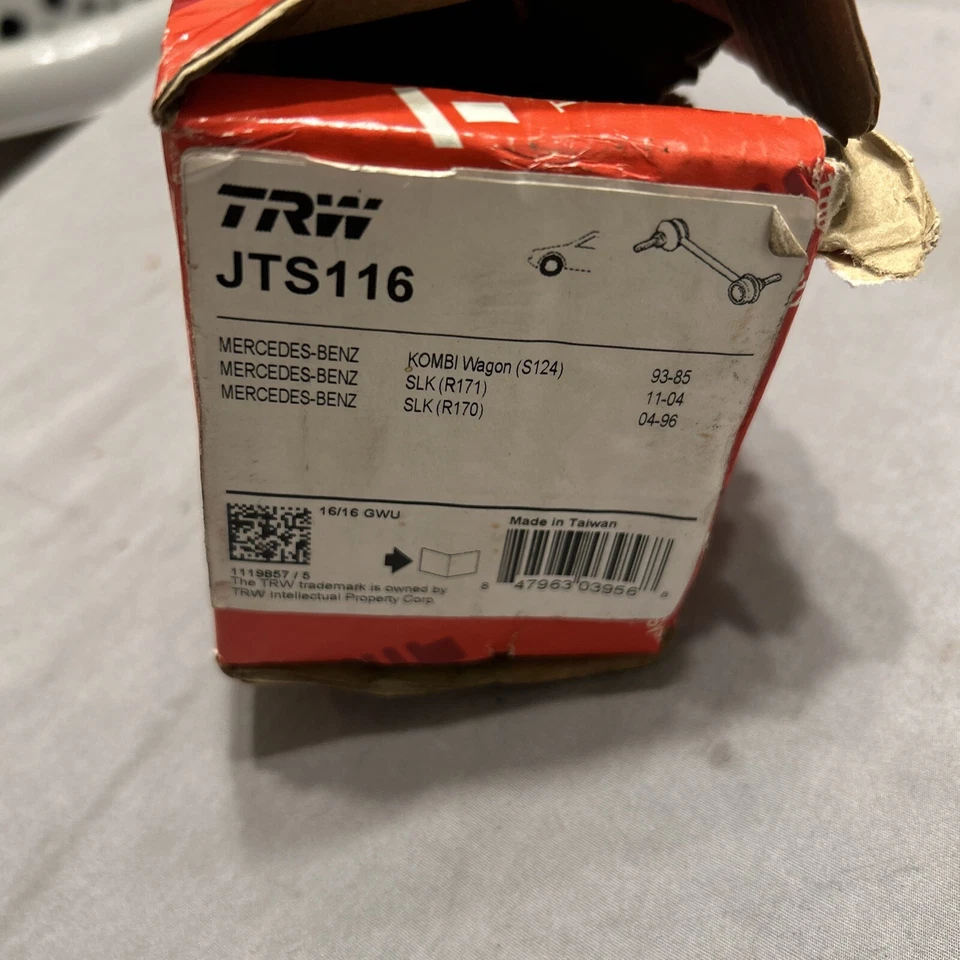 TRW
JTS116
MERCEDES-BENZ KOMBI Wagon (S124) 93-85
MERCEDES-BENZ SLK (R171) 11-04
MERCEDES-BENZ SLK (R170) 04-96
16/16 GWU
Made in Taiwan
1119857 / 5
The TRW trademark is owned by
TRW Intellectual Property Corp.
8 47963 03956 8